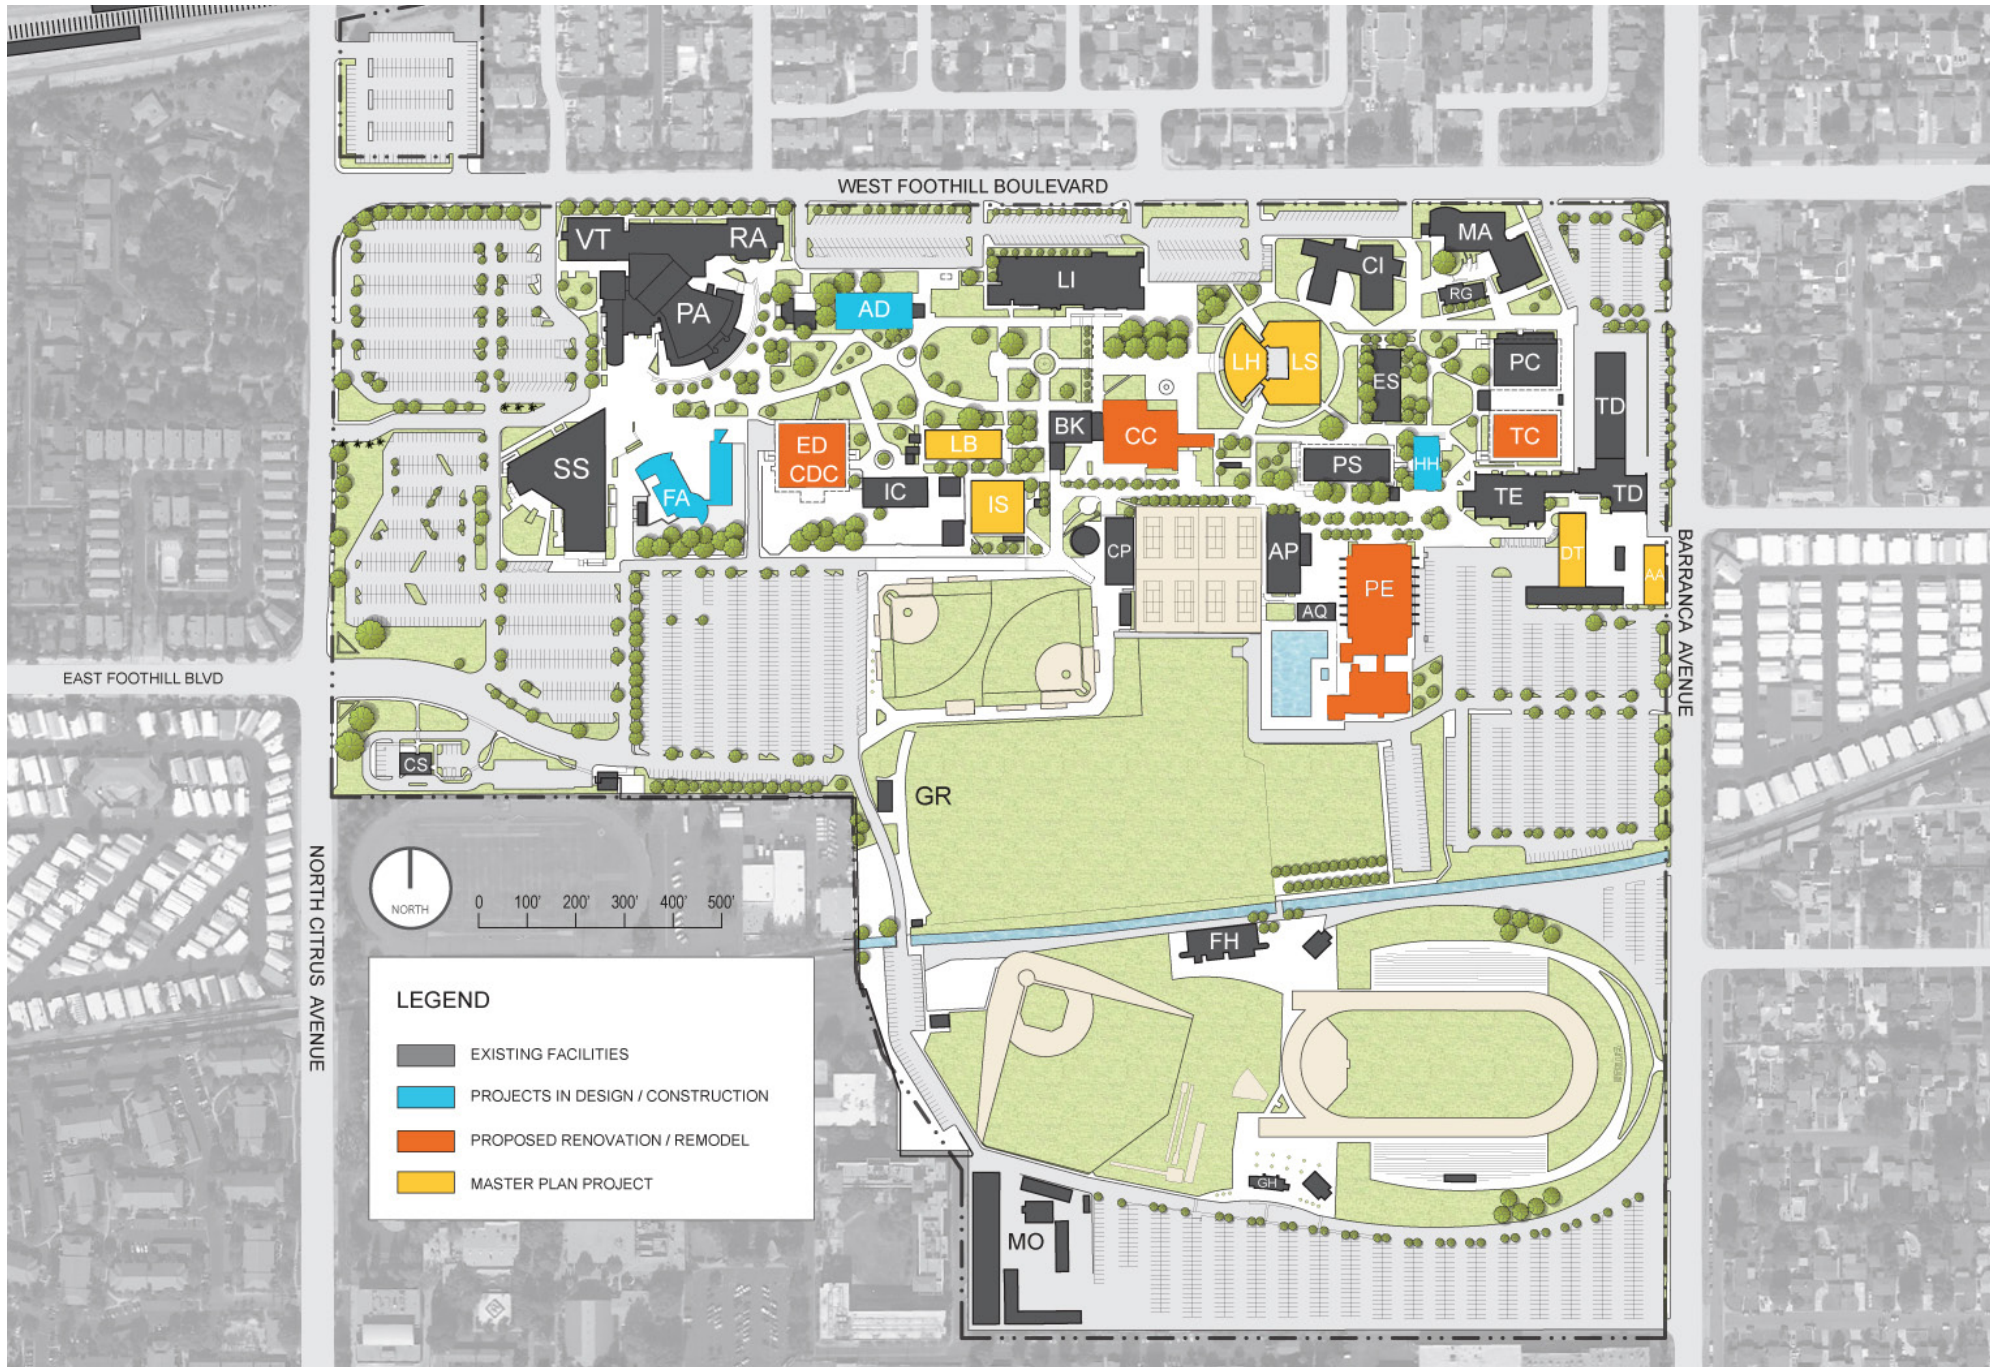 WEST FOOTHILL BOULEVARD
VT
RA
MA
CI
LI
RG
PA
AD
LH
LS
PC
ES
TD
BK
CC
TC
ED
CDC
LB
SS
PS
HH
FA
IC
IS
TE
TD
CP
AP
DT
AA
PE
AQ
BARRANCA AVENUE
EAST FOOTHILL BLVD
CS
GR
NORTH CITRUS AVENUE
NORTH
0 100' 200' 300' 400' 500'
FH
LEGEND
EXISTING FACILITIES
PROJECTS IN DESIGN / CONSTRUCTION
PROPOSED RENOVATION / REMODEL
MASTER PLAN PROJECT
GH
MO